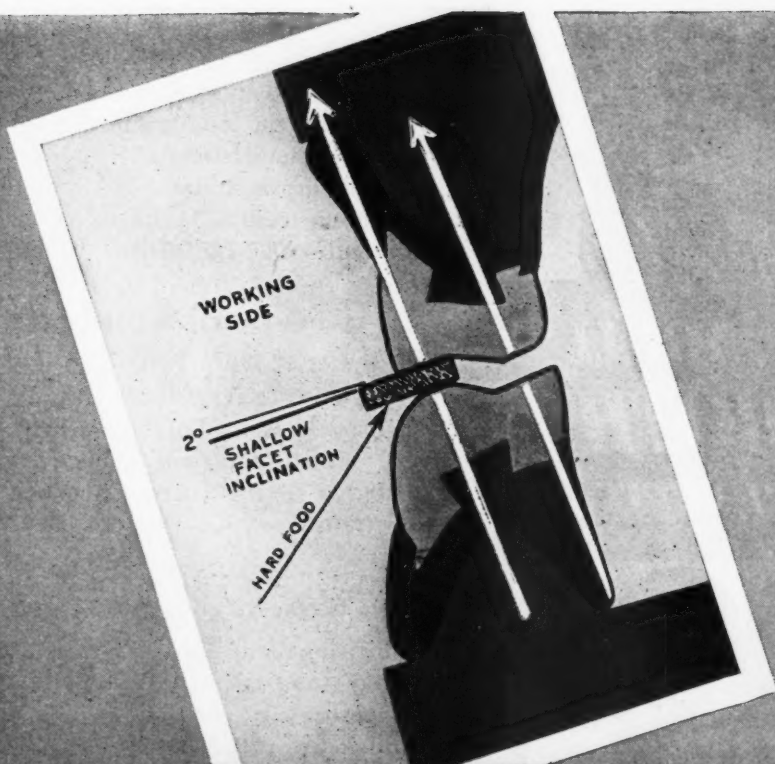 WORKING
SIDE
2°
SHALLOW
FACET
INCLINATION
HARD FOOD